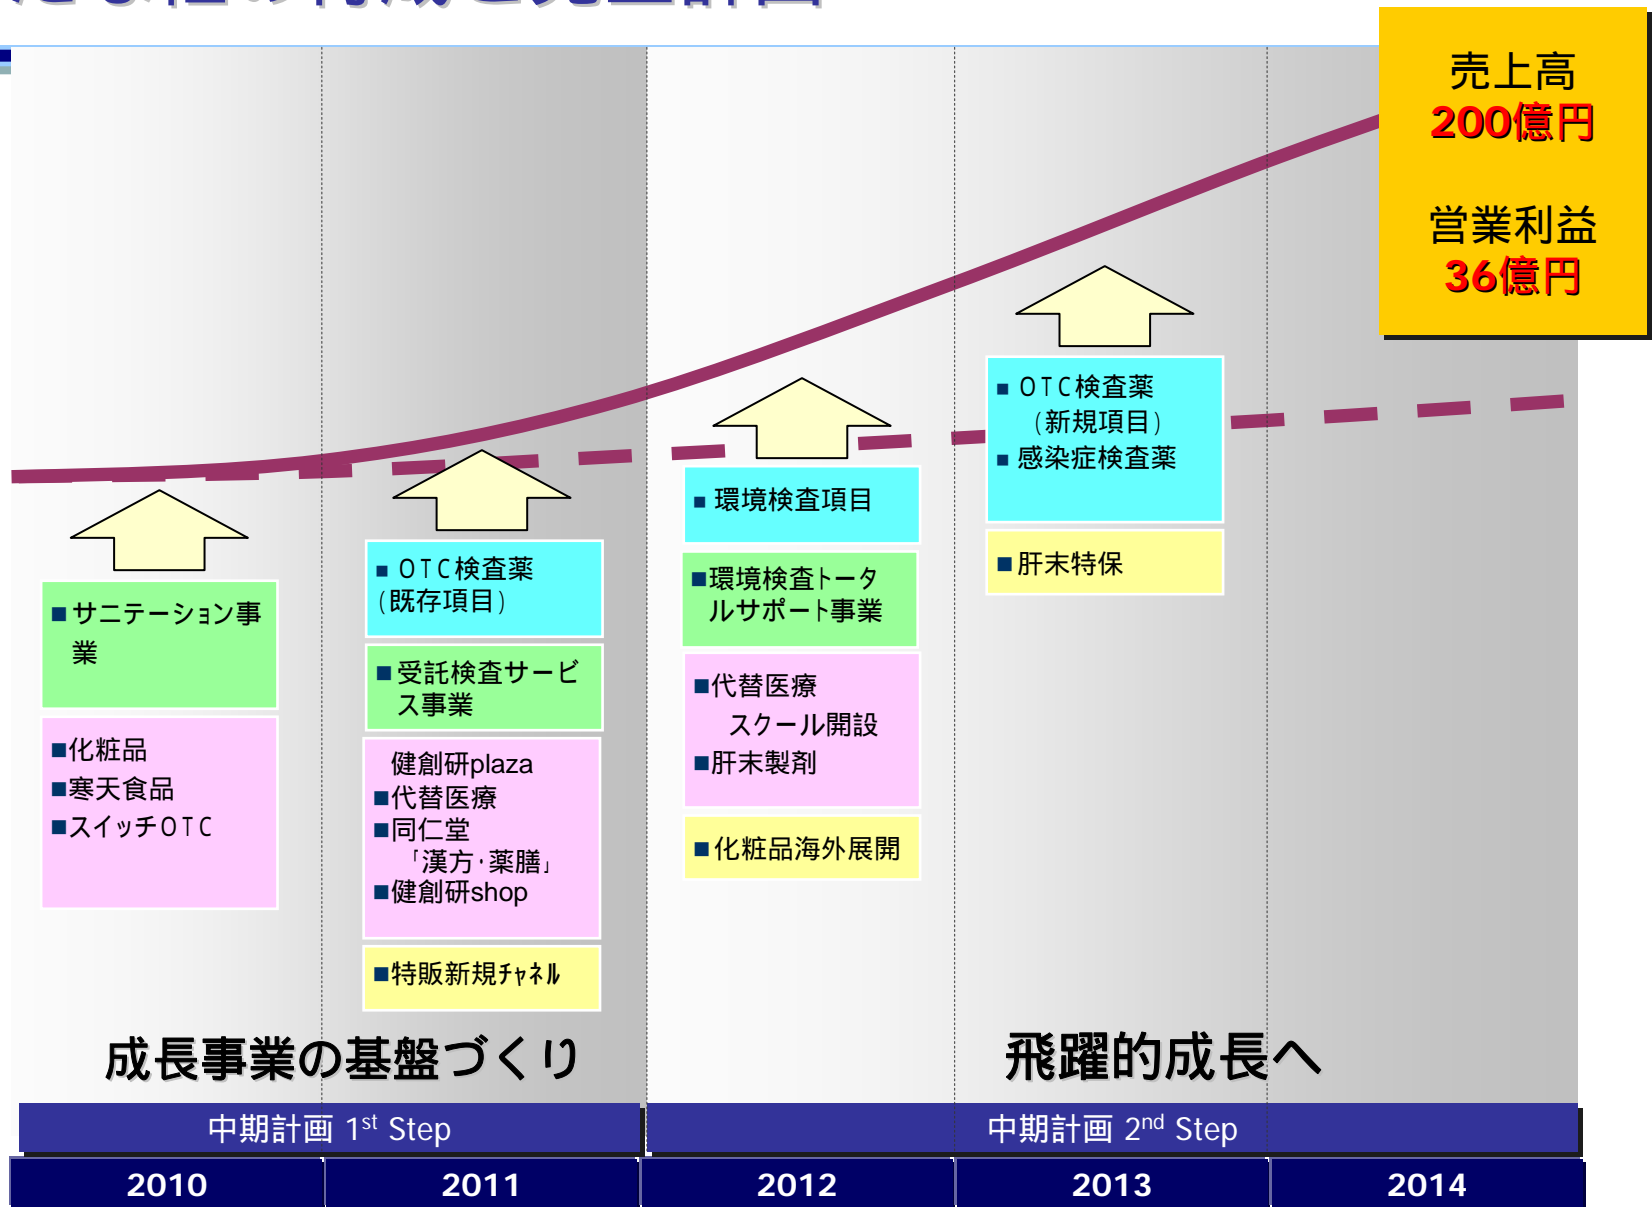 売上高
200億円
営業利益
36億円
■ OTC検査薬
(新規項目)
■ 感染症検査薬
■ 肝末特保
■ 環境検査項目
■環境検査トータ
ルサポート事業
■代替医療
スクール開設
■肝末製剤
■化粧品海外展開
■ OTC検査薬
(既存項目)
■受託検査サービ
ス事業
健創研plaza
■代替医療
■同仁堂
「漢方・薬膳」
■健創研shop
■特販新規ﾁｬﾈﾙ
■サニテーション事
業
■化粧品
■寒天食品
■スイッチOTC
成長事業の基盤づくり
飛躍的成長へ
中期計画 1st Step
中期計画 2nd Step
2010
2011
2012
2013
2014